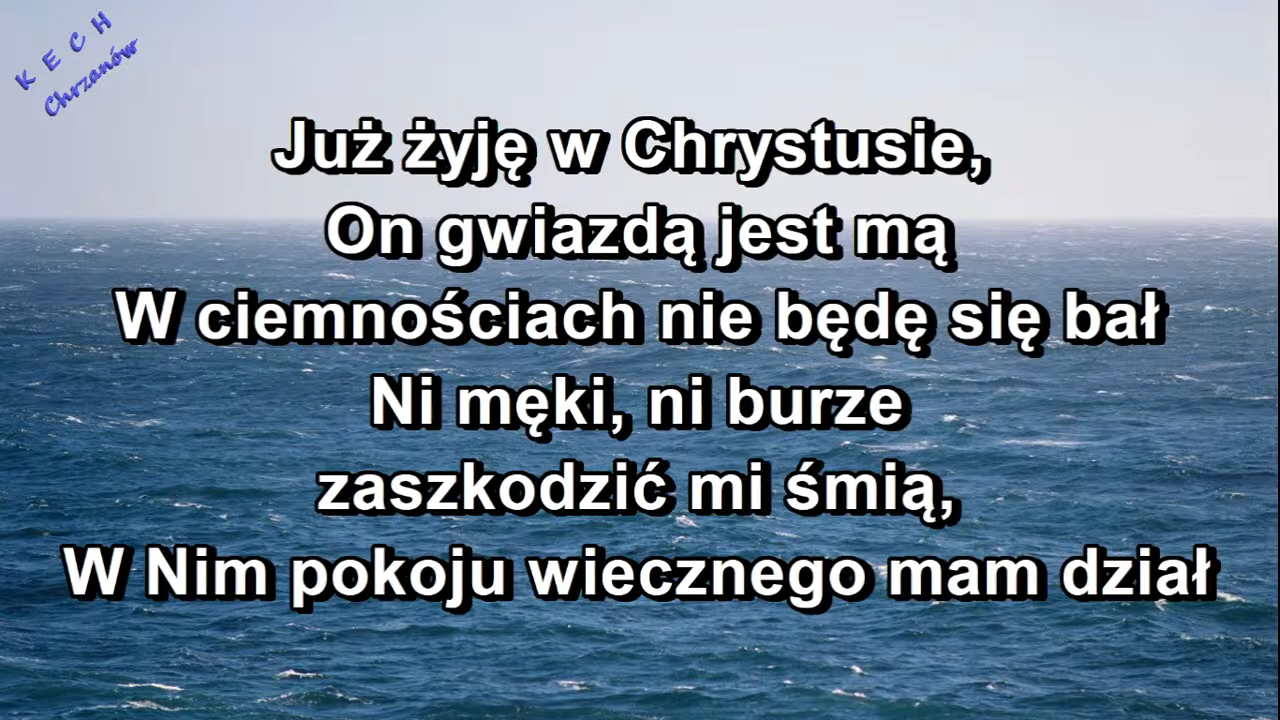 K E C H
Chrzanów
Już żyję w Chrystusie,
On gwiazdą jest mą
W ciemnościach nie będę się bał
Ni męki, ni burze
zaszkodzić mi śmią,
W Nim pokoju wiecznego mam dział